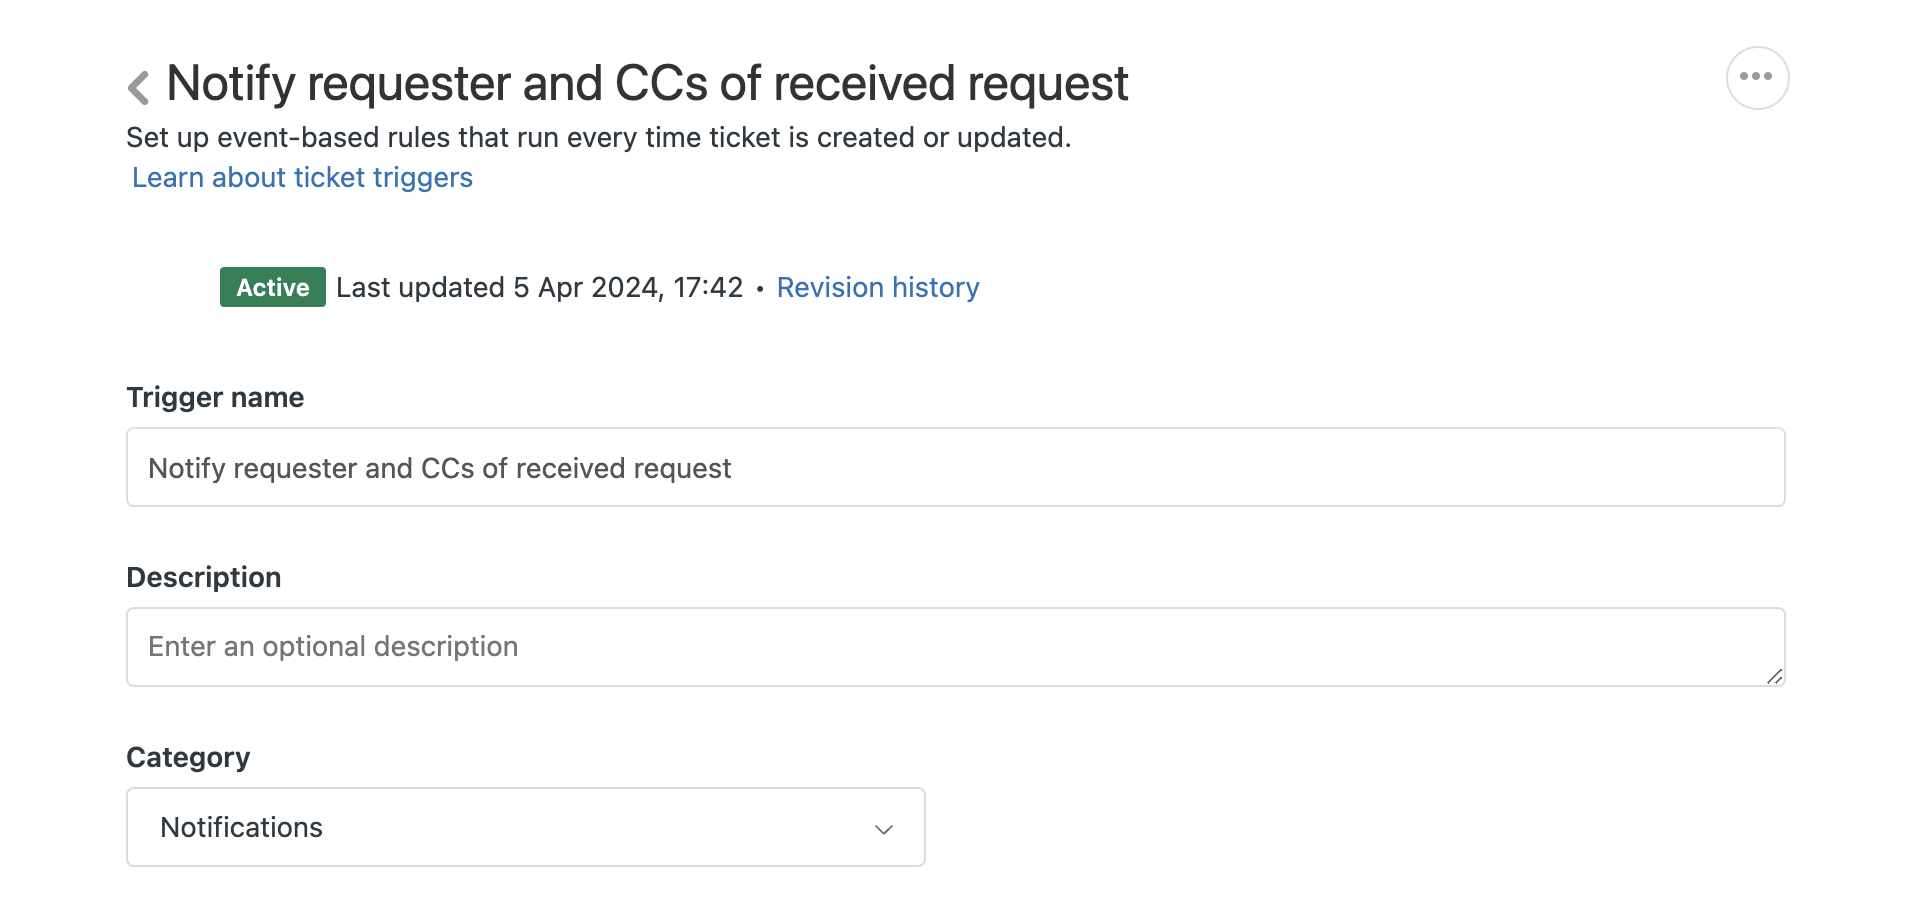 Notify requester and CCs of received request
Set up event-based rules that run every time ticket is created or updated.
Learn about ticket triggers
Active Last updated 5 Apr 2024, 17:42 • Revision history
Trigger name
Notify requester and CCs of received request
Description
Enter an optional description
Category
Notifications